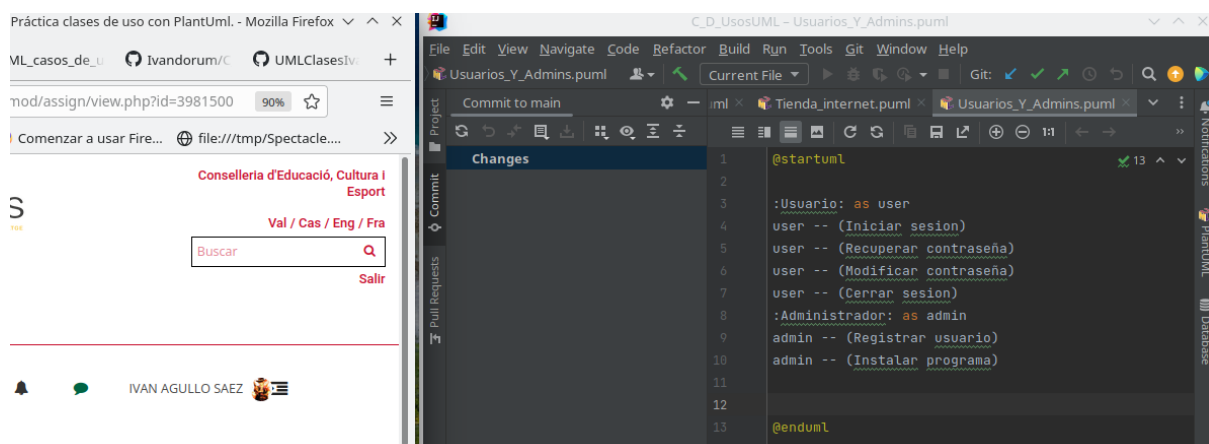 Práctica clases de uso con PlantUml. - Mozilla Firefox
ML_casos_de_u
Ivandorum/C
UMLClasesIv
mod/assign/view.php?id=3981500
90%
Comenzar a usar Fire...
file:///tmp/Spectacle....
Conselleria d'Educació, Cultura i
Esport
Val / Cas / Eng / Fra
Buscar
Salir
IVAN AGULLO SAEZ
C_D_UsosUML – Usuarios_Y_Admins.puml
File Edit View Navigate Code Refactor Build Run Tools Git Window Help
Usuarios_Y_Admins.puml
Current File
Git:
Project
Commit
Pull Requests
Commit to main
Changes
uml
Tienda_internet.puml
Usuarios_Y_Admins.puml
1:1
13
1 @startuml
2
3 :Usuario: as user
4 user -- (Iniciar sesion)
5 user -- (Recuperar contraseña)
6 user -- (Modificar contraseña)
7 user -- (Cerrar sesion)
8 :Administrador: as admin
9 admin -- (Registrar usuario)
10 admin -- (Instalar programa)
11
12
13 @enduml
Notifications
PlantUML
Database